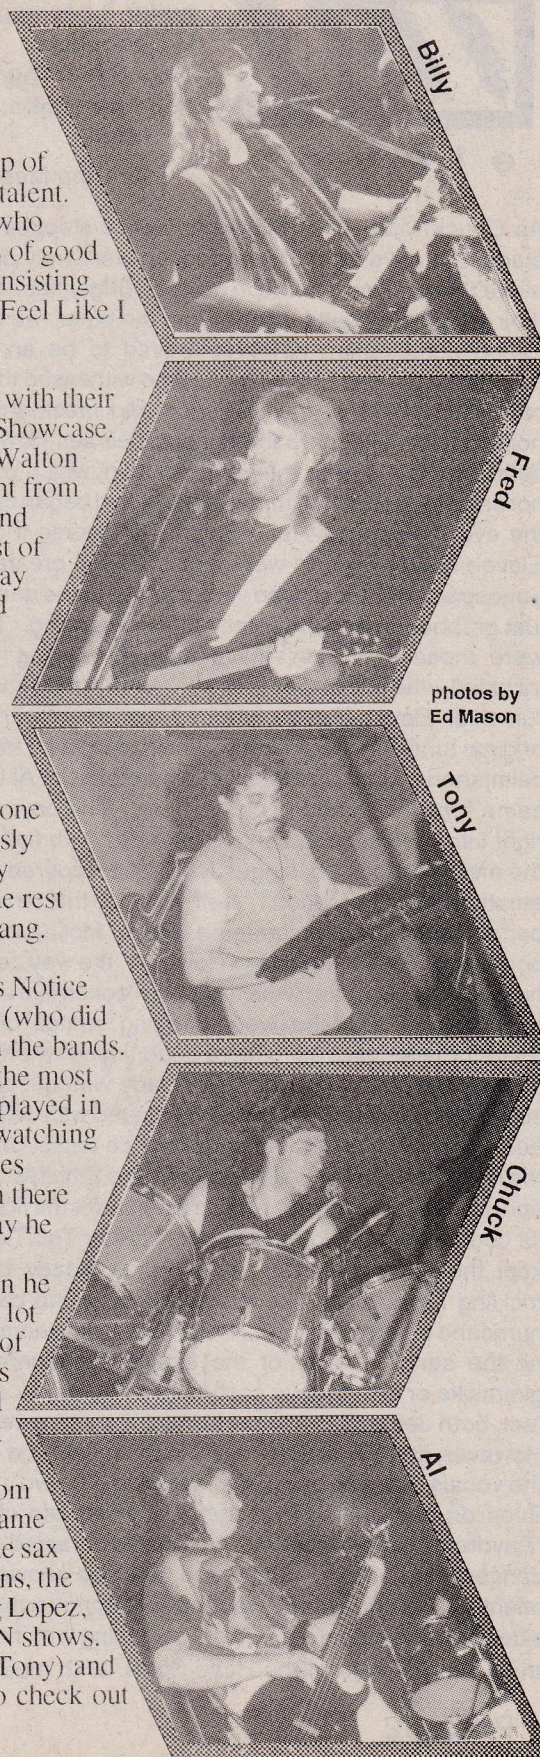 Billy
p of
talent.
who
of good
nsisting
Feel Like I
with their
Showcase.
Walton
nt from
nd
st of
ay
d
Fred
photos by
Ed Mason
Tony
one
sly
y
e rest
ang.
s Notice
(who did
n the bands.
the most
played in
watching
es
n there
ay he
Chuck
n he
lot
of
s
Al
om
ame
e sax
ns, the
Lopez,
N shows.
Tony) and
o check out